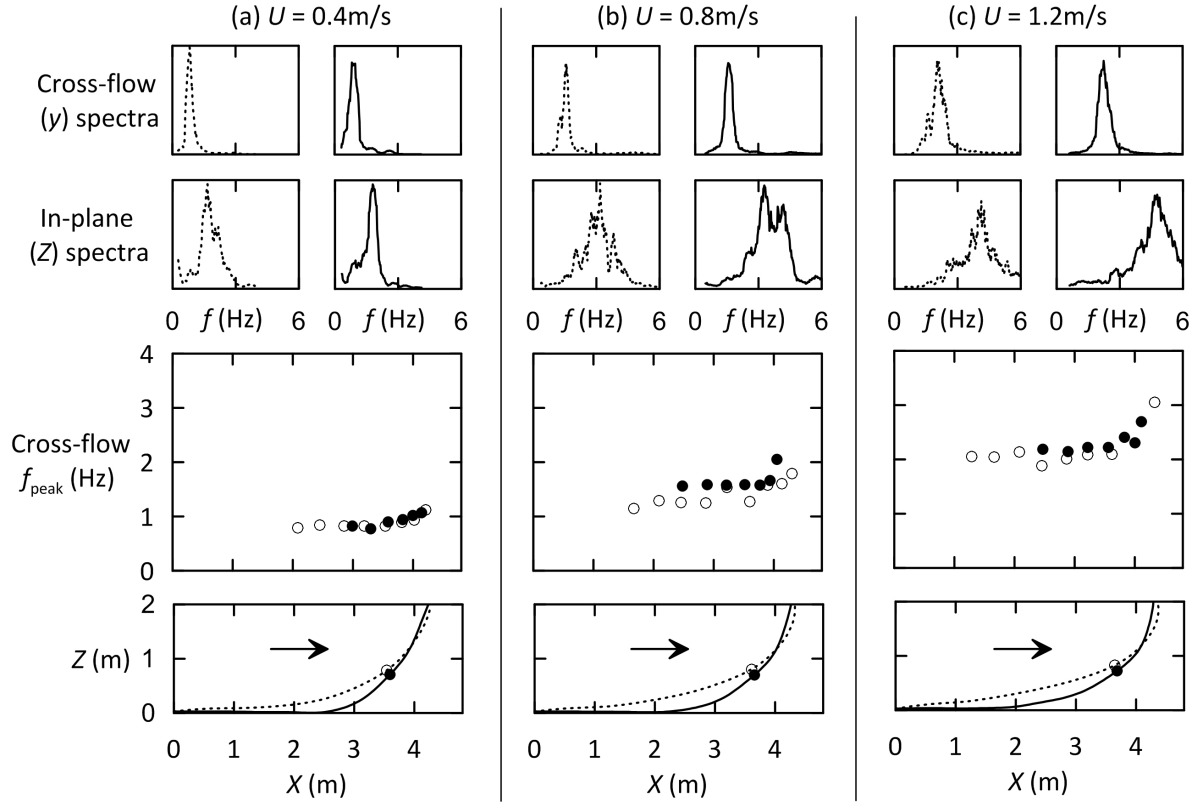 (a) U = 0.4m/s (b) U = 0.8m/s (c) U = 1.2m/s
Cross-flow
(y) spectra
In-plane
(Z) spectra
0 f (Hz) 6 0 f (Hz) 6 0 f (Hz) 6 0 f (Hz) 6 0 f (Hz) 6 0 f (Hz) 6
4
3
Cross-flow
2
fpeak (Hz)
1
0
2
Z (m) 1
0
0 1 2 3 4 0 1 2 3 4 0 1 2 3 4
X (m) X (m) X (m)